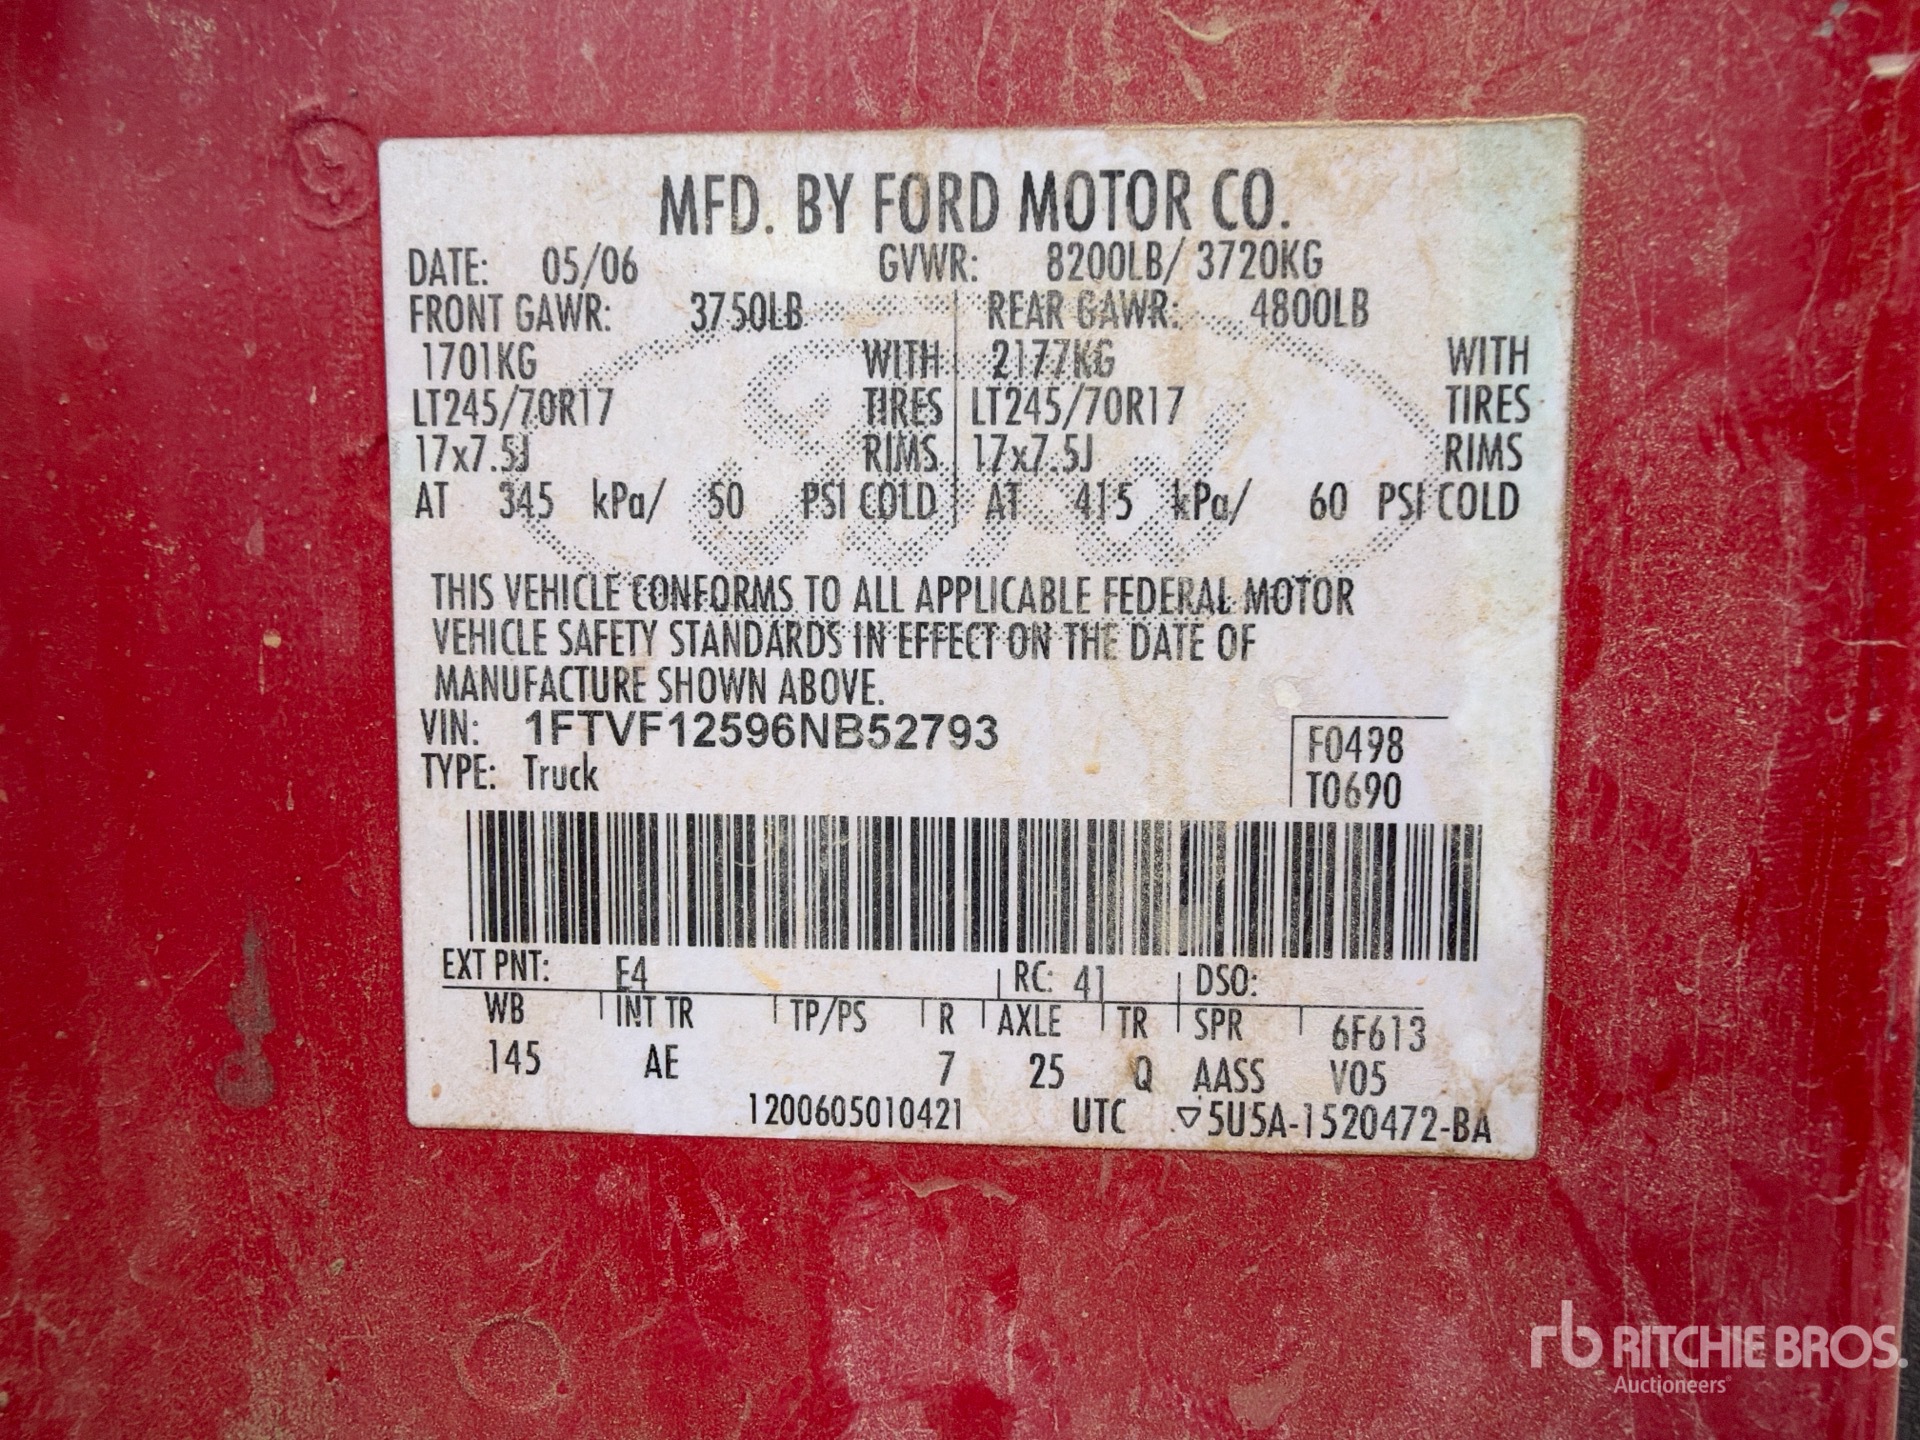 MFD. BY FORD MOTOR CO.
DATE: 05/06 GVWR: 8200LB/ 3720KG
FRONT GAWR: 3750LB REAR GAWR: 4800LB
1701KG WITH 2177KG WITH
LT245/70R17 TIRES LT245/70R17 TIRES
17x7.5J RIMS 17x7.5J RIMS
AT 345 kPa/ 50 PSI COLD AT 415 kPa/ 60 PSI COLD
THIS VEHICLE CONFORMS TO ALL APPLICABLE FEDERAL MOTOR
VEHICLE SAFETY STANDARDS IN EFFECT ON THE DATE OF
MANUFACTURE SHOWN ABOVE.
VIN: 1FTVF12596NB52793 F0498
TYPE: Truck T0690
EXT PNT: E4 RC: 41 DSO:
WB INT TR TP/PS R AXLE TR SPR 6F613
145 AE 7 25 Q AASS V05
1200605010421 UTC ▽5U5A-1520472-BA
Ford
rb RITCHIE BROS.
Auctioneers